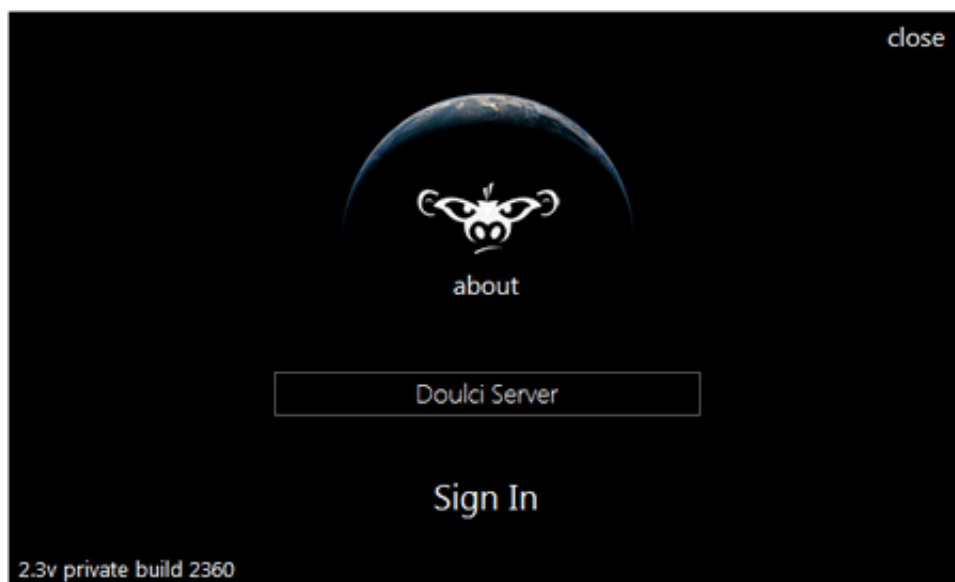 close
about
Doulci Server
Sign In
2.3v private build 2360